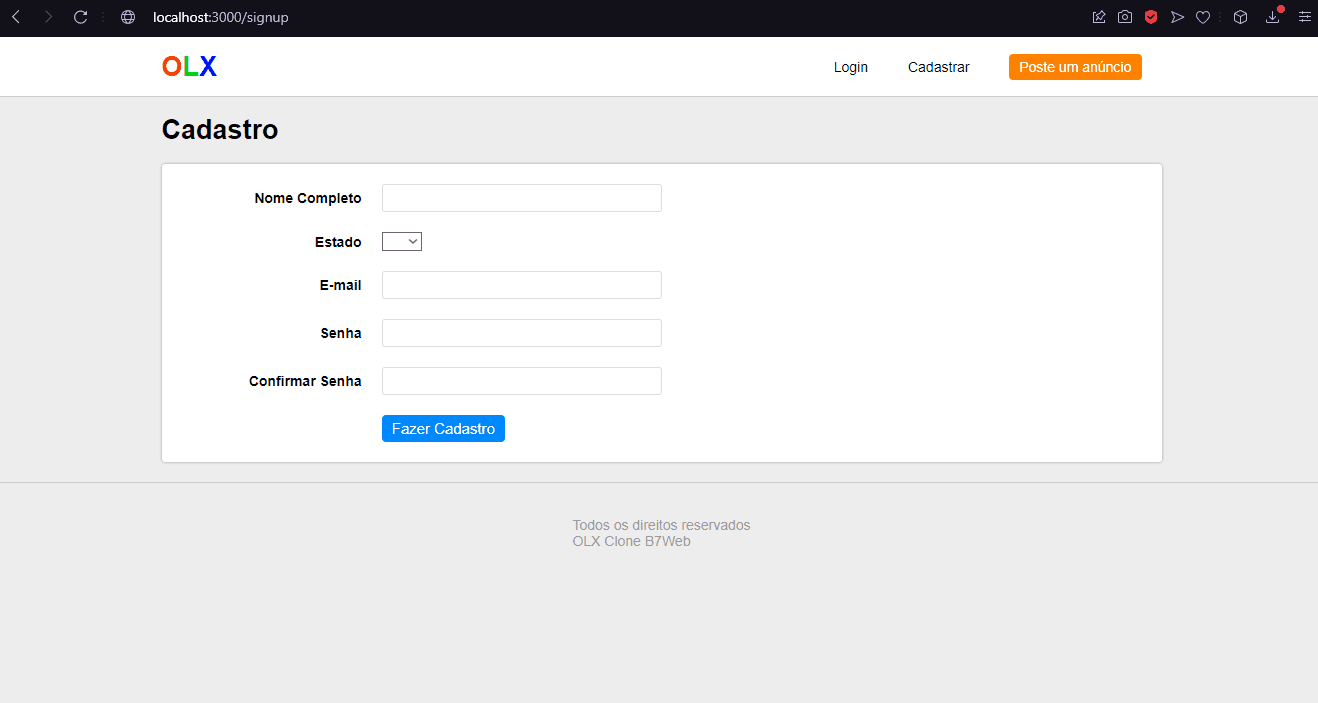 localhost:3000/signup
OLX
Login
Cadastrar
Poste um anúncio
Cadastro
Nome Completo
Estado
E-mail
Senha
Confirmar Senha
Fazer Cadastro
Todos os direitos reservados
OLX Clone B7Web